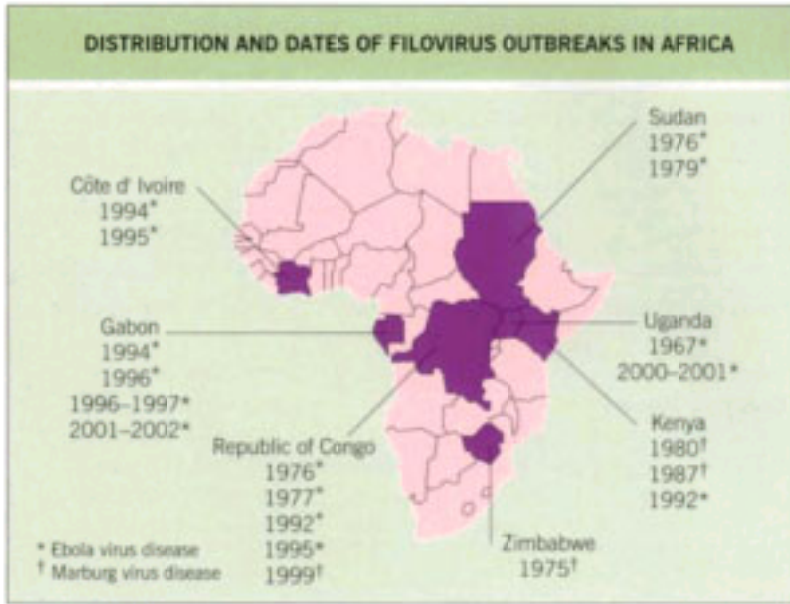 DISTRIBUTION AND DATES OF FILOVIRUS OUTBREAKS IN AFRICA
Sudan
1976*
1979*
Côte d' Ivoire
1994*
1995*
Gabon
1994*
1996*
1996–1997*
2001–2002*
Uganda
1967*
2000–2001*
Kenya
1980†
1987†
1992*
Republic of Congo
1976*
1977*
1992*
1995*
1999†
Zimbabwe
1975†
* Ebola virus disease
† Marburg virus disease